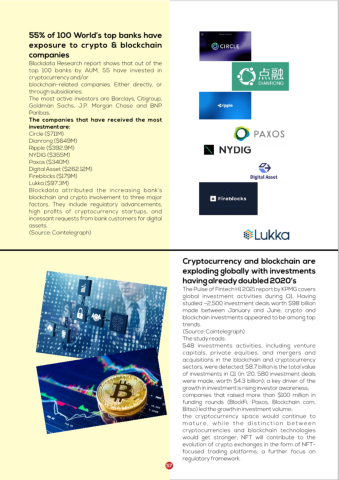 55% of 100 World's top banks have
exposure to crypto & blockchain
companies
Blockdata Research report shows that out of the
top 100 banks by AUM, 55 have invested in
cryptocurrency and/or
blockchain-related companies. Either directly, or
through subsidiaries.
The most active investors are Barclays, Citigroup,
Goldman Sachs, J.P. Morgan Chase and BNP
Paribas.
The companies that have received the most
investment are:
Circle ($711M)
Dianrong ($649M)
Ripple ($392.9M)
NYDIG ($355M)
Paxos ($340M)
Digital Asset ($262.12M)
Fireblocks ($179M)
Lukka ($97.3M)
Blockdata attributed the increasing bank's
blockchain and crypto involvement to three major
factors. They include regulatory advancements,
high profits of cryptocurrency startups, and
incessant requests from bank customers for digital
assets.
(Source: Cointelegraph)
CIRCLE
点融
DIANRONG
Ripple
PAXOS
NYDIG
Digital Asset
Fireblocks
Lukka
Cryptocurrency and blockchain are
exploding globally with investments
having already doubled 2020's
The Pulse of Fintech H1 2021 report by KPMG covers
global investment activities during Q1. Having
studied ~2,500 investment deals worth $98 billion
made between January and June, crypto and
blockchain investments appeared to be among top
trends.
(Source: Cointelegraph)
The study reads:
548 investments activities, including venture
capitals, private equities, and mergers and
acquisitions in the blockchain and cryptocurrency
sectors, were detected; $8.7 billion is the total value
of investments in Q1 (in '20, 580 investment deals
were made, worth $4.3 billion); a key driver of the
growth in investment is rising investor awareness.
companies that raised more than $100 million in
funding rounds (BlockFi, Paxos, Blockchain com,
Bitso) led the growth in investment volume.
the cryptocurrency space would continue to
mature, while the distinction between
cryptocurrencies and blockchain technologies
would get stronger; NFT will contribute to the
evolution of crypto exchanges in the form of NFT-
focused trading platforms; a further focus on
regulatory framework